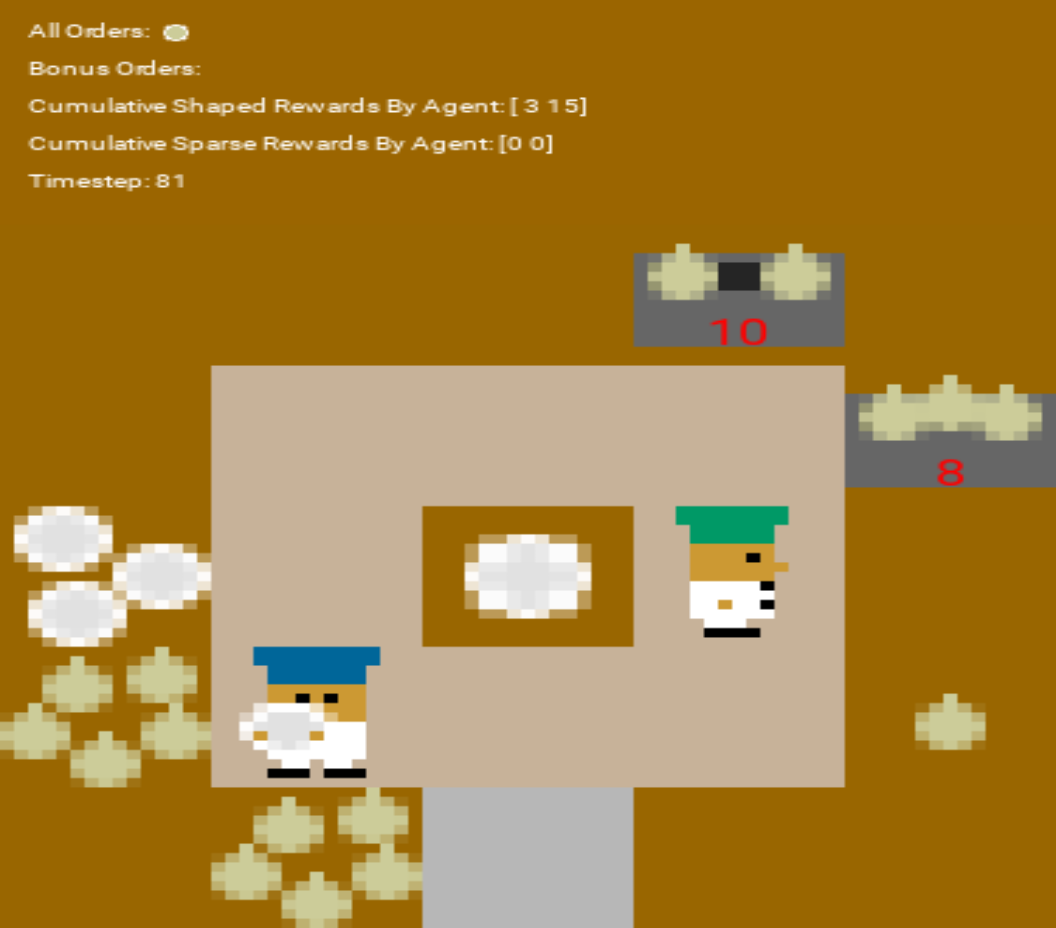 All Orders:
Bonus Orders:
Cumulative Shaped Rewards By Agent: [ 3 15]
Cumulative Sparse Rewards By Agent: [0 0]
Timestep: 81
10
8